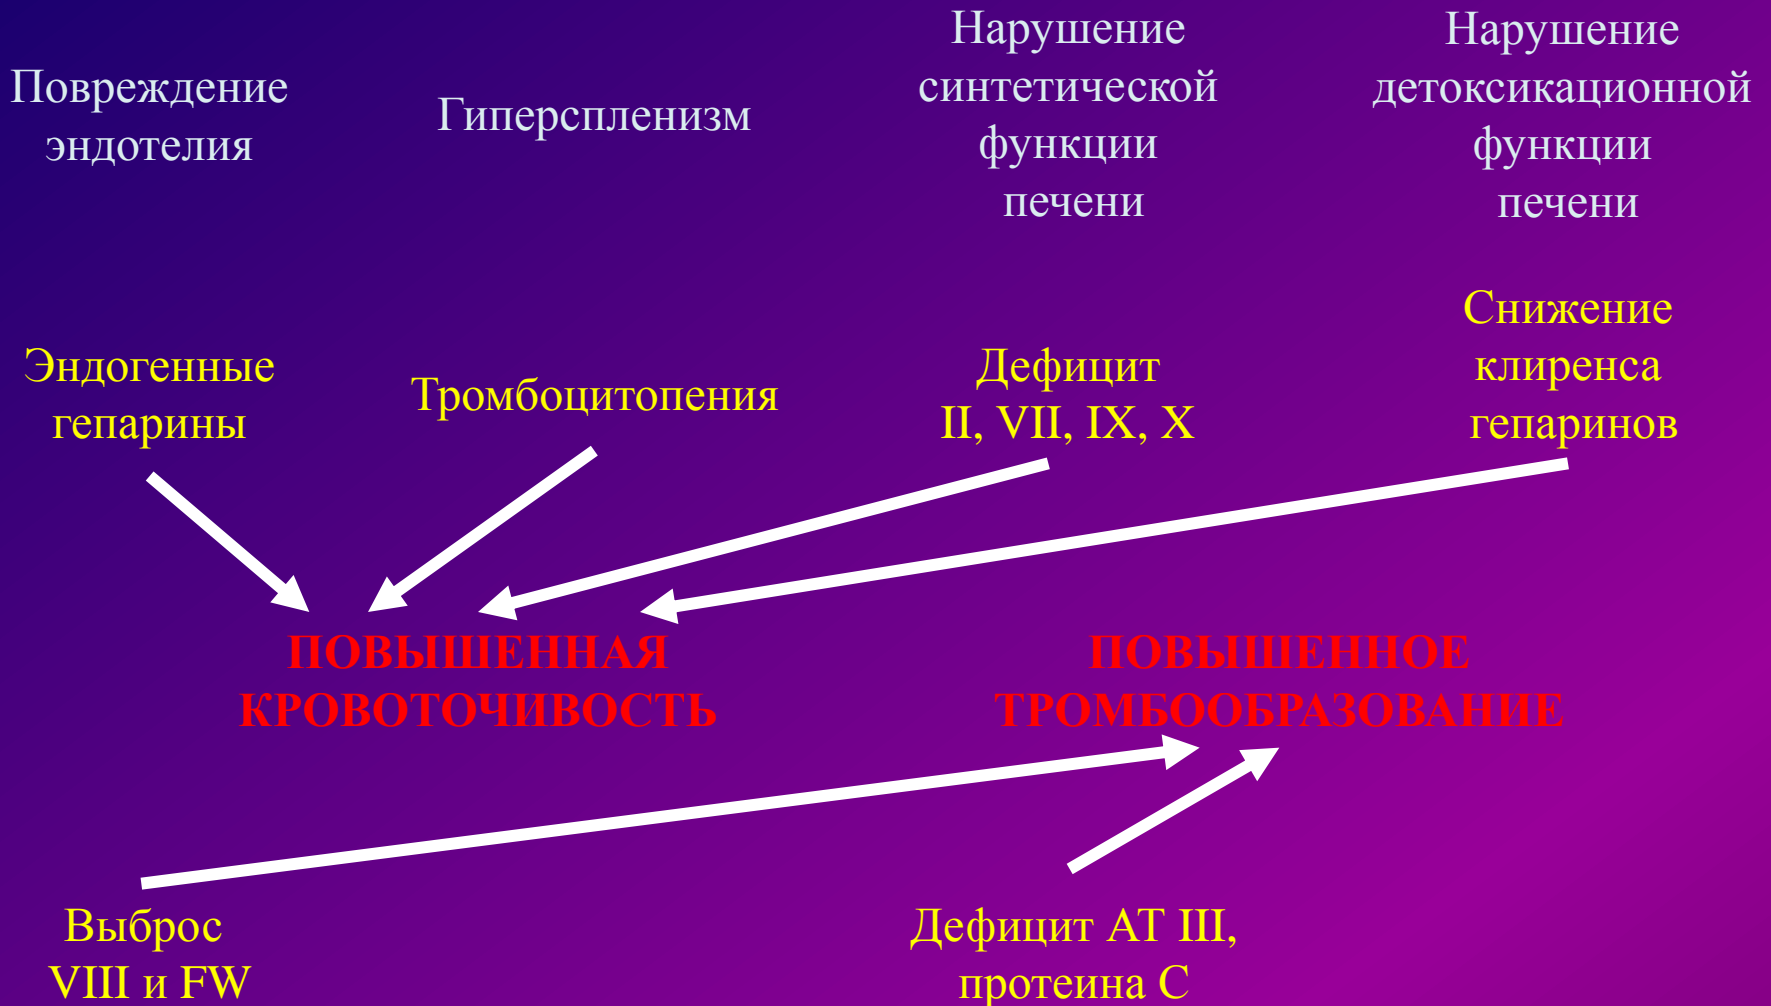 Повреждение
эндотелия
Гиперспленизм
Нарушение
синтетической
функции
печени
Нарушение
детоксикационной
функции
печени
Эндогенные
гепарины
Тромбоцитопения
Дефицит
II, VII, IX, X
Снижение
клиренса
гепаринов
ПОВЫШЕННАЯ
КРОВОТОЧИВОСТЬ
ПОВЫШЕННОЕ
ТРОМБООБРАЗОВАНИЕ
Выброс
VIII и FW
Дефицит АТ III,
протеина С